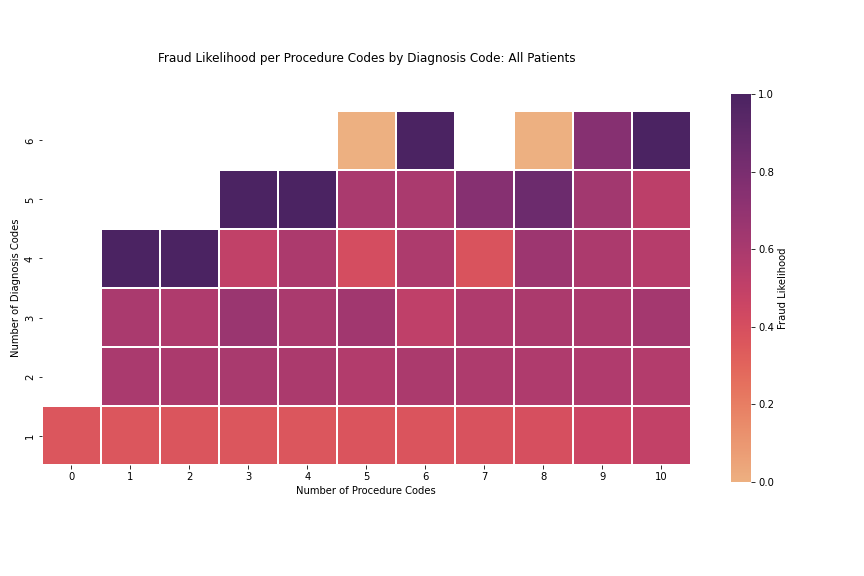 Fraud Likelihood per Procedure Codes by Diagnosis Code: All Patients
Number of Diagnosis Codes
6
5
4
3
2
1
0 1 2 3 4 5 6 7 8 9 10
Number of Procedure Codes
1.0
0.8
0.6
0.4
0.2
0.0
Fraud Likelihood